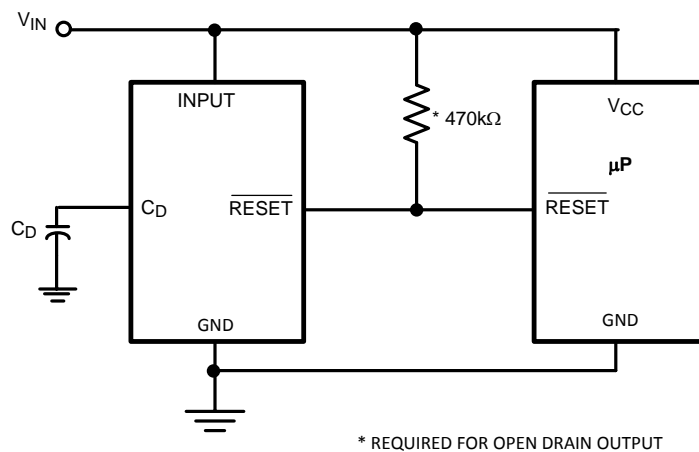 VIN
INPUT
* 470kΩ
VCC
μP
CD
CD
RESET
RESET
GND
GND
* REQUIRED FOR OPEN DRAIN OUTPUT